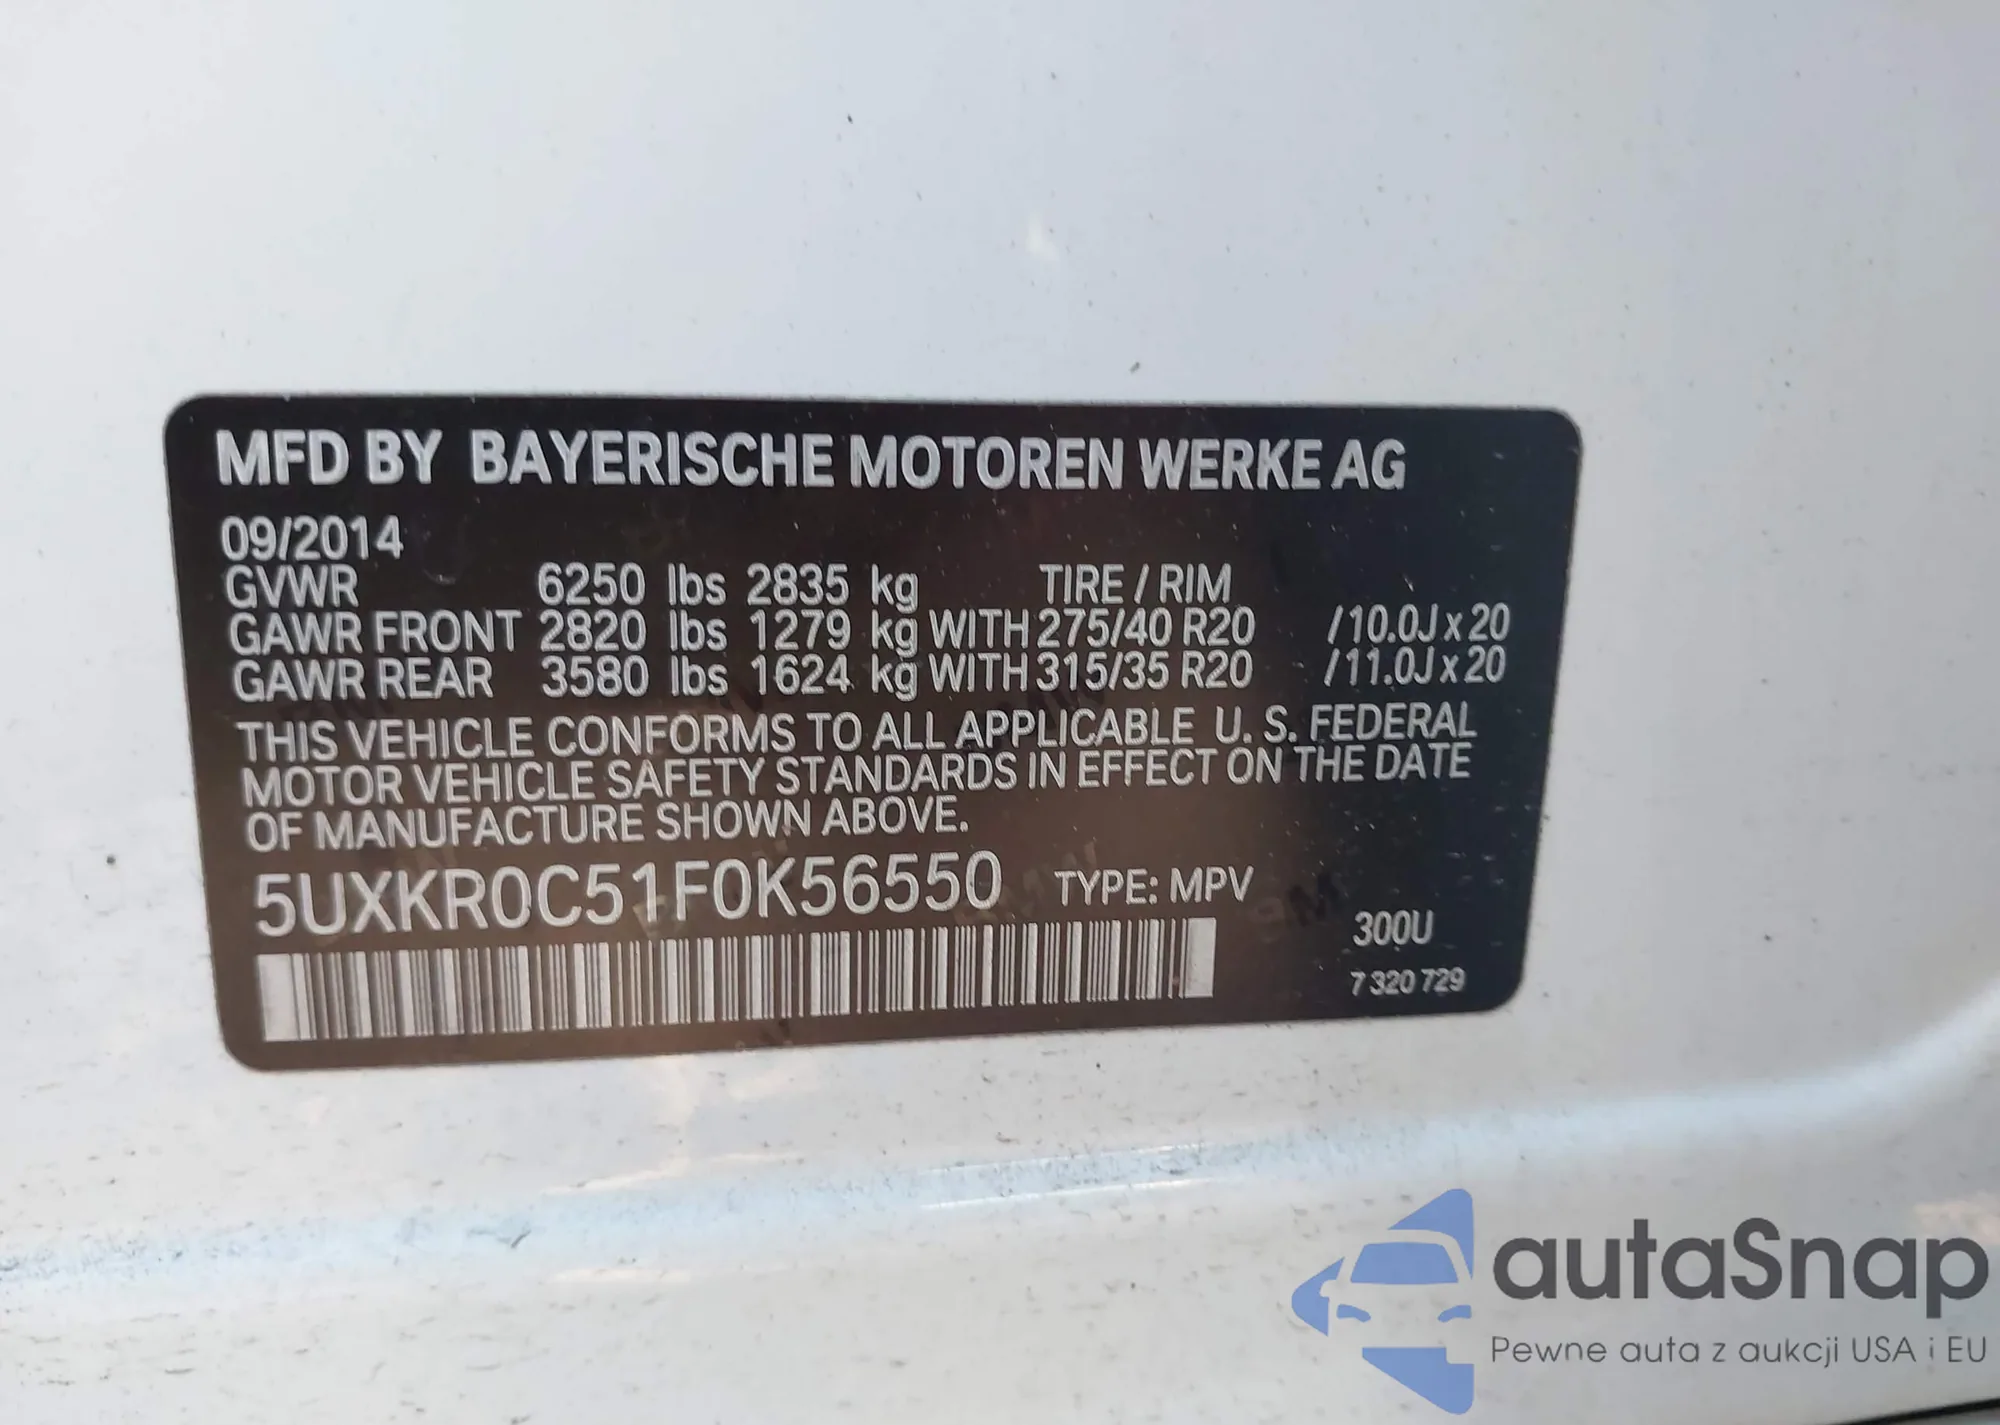 MFD BY BAYERISCHE MOTOREN WERKE AG
09/2014
GVWR 6250 lbs 2835 kg TIRE / RIM
GAWR FRONT 2820 lbs 1279 kg WITH 275/40 R20 /10.0J x 20
GAWR REAR 3580 lbs 1624 kg WITH 315/35 R20 /11.0J x 20
THIS VEHICLE CONFORMS TO ALL APPLICABLE U. S. FEDERAL
MOTOR VEHICLE SAFETY STANDARDS IN EFFECT ON THE DATE
OF MANUFACTURE SHOWN ABOVE.
5UXKR0C51F0K56550 TYPE: MPV
300U
7 320 729
autaSnap
Pewne auta z aukcji USA i EU